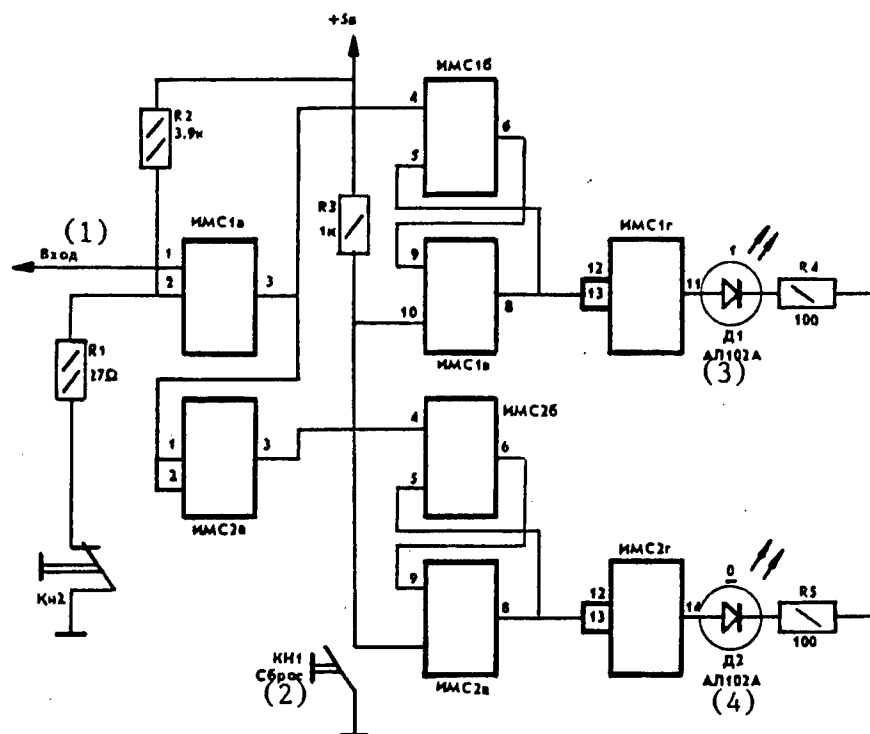 +5в
ИМС1б
4
6
5
R2
3.9к
R3
1к
(1)
Вход
ИМС1а
1
2
3
9
8
10
ИМС1в
ИМС1г
12
13
11
1
R4
100
Д1
АЛ102А
(3)
R1
27Ω
1
2
3
ИМС2а
4
ИМС2б
6
5
Кн2
9
8
ИМС2в
КН1
Сброс
(2)
ИМС2г
12
13
14
0
R5
100
Д2
АЛ102А
(4)